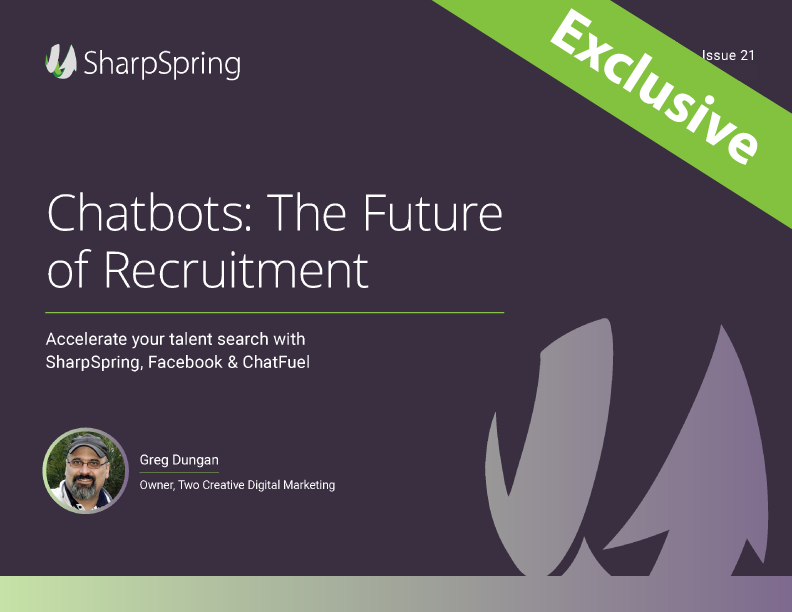 SharpSpring
Issue 21
Exclusive
Chatbots: The Future
of Recruitment
Accelerate your talent search with
SharpSpring, Facebook & ChatFuel
Greg Dungan
Owner, Two Creative Digital Marketing